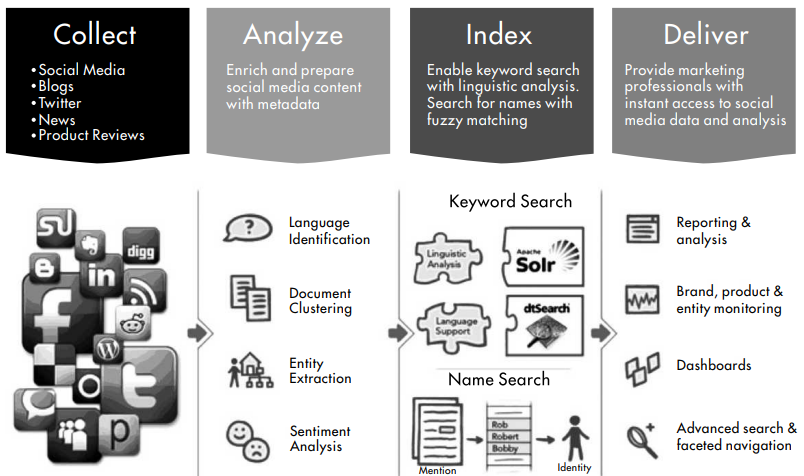 Collect
•Social Media
•Blogs
•Twitter
•News
•Product Reviews
Analyze
Enrich and prepare
social media content
with metadata
Index
Enable keyword search
with linguistic analysis.
Search for names with
fuzzy matching
Deliver
Provide marketing
professionals with
instant access to social
media data and analysis
digg
in
f
t
p
Language
Identification
Document
Clustering
Entity
Extraction
Sentiment
Analysis
?
Keyword Search
Linguistic
Analysis
Apache
Solr
Language
Support
dtSearch
Name Search
Rob
Robert
Bobby
Mention
Identity
Reporting &
analysis
Brand, product &
entity monitoring
Dashboards
Advanced search &
faceted navigation